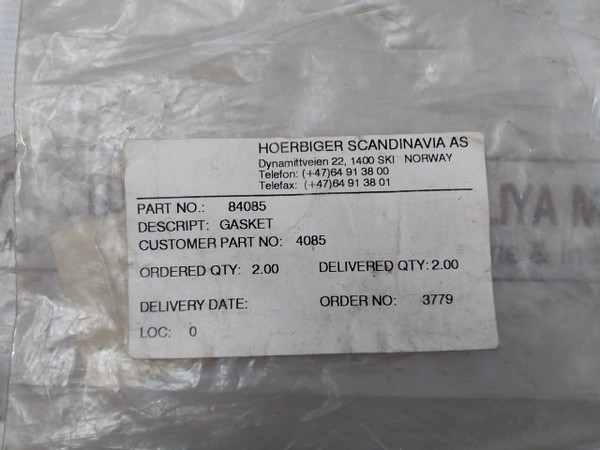 HOERBIGER SCANDINAVIA AS
Dynamittveien 22, 1400 SKI NORWAY
Telefon: (+47)64 91 38 00
Telefax: (+47)64 91 38 01
PART NO.: 84085
DESCRIPT: GASKET
CUSTOMER PART NO: 4085
ORDERED QTY: 2.00 DELIVERED QTY: 2.00
DELIVERY DATE: ORDER NO: 3779
LOC: 0